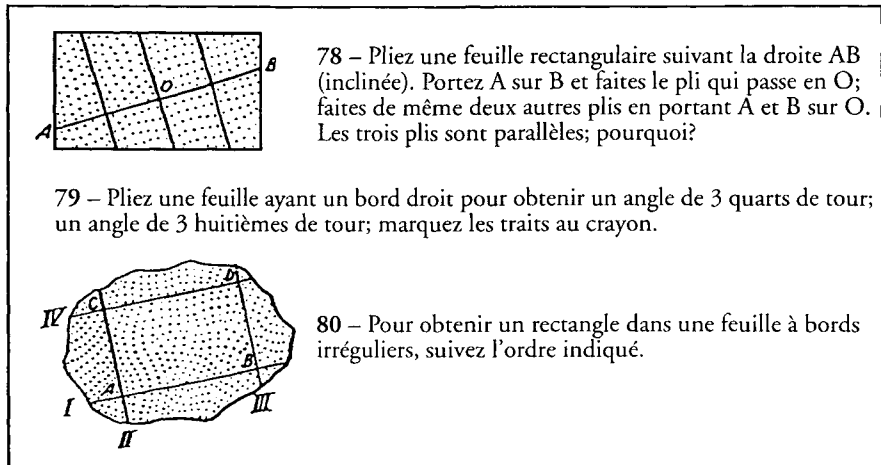 78 – Pliez une feuille rectangulaire suivant la droite AB
(inclinée). Portez A sur B et faites le pli qui passe en O;
faites de même deux autres plis en portant A et B sur O.
Les trois plis sont parallèles; pourquoi?
A
O
B
79 – Pliez une feuille ayant un bord droit pour obtenir un angle de 3 quarts de tour;
un angle de 3 huitièmes de tour; marquez les traits au crayon.
IV
C
D
I
A
B
II
III
80 – Pour obtenir un rectangle dans une feuille à bords
irréguliers, suivez l'ordre indiqué.